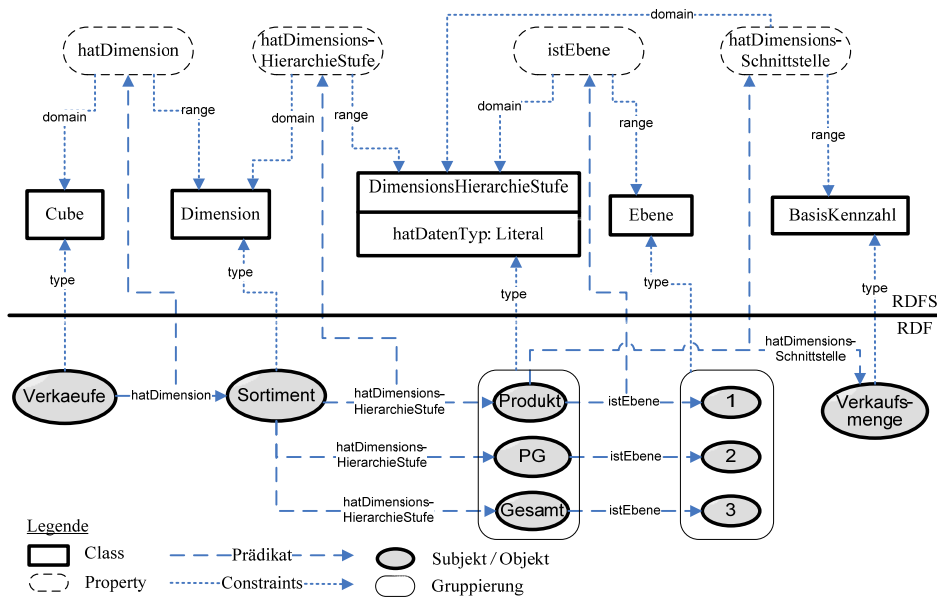 domain
hatDimension
hatDimensions-
HierarchieStufe
istEbene
hatDimensions-
Schnittstelle
domain
range
domain
range
domain
range
range
Cube
Dimension
DimensionsHierarchieStufe
hatDatenTyp: Literal
Ebene
BasisKennzahl
type
type
type
type
type
RDFS
RDF
hatDimensions-
Schnittstelle
Verkaeufe
hatDimension
Sortiment
hatDimensions-
HierarchieStufe
Produkt
istEbene
1
Verkaufs-
menge
hatDimensions-
HierarchieStufe
PG
istEbene
2
hatDimensions-
HierarchieStufe
Gesamt
istEbene
3
Legende
Class
Prädikat
Subjekt / Objekt
Property
Constraints
Gruppierung